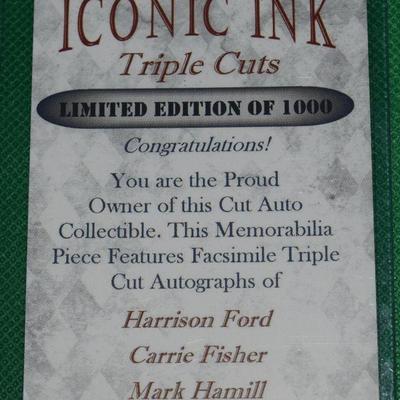 ICONIC INK
Triple Cuts
LIMITED EDITION OF 1000
Congratulations!
You are the Proud
Owner of this Cut Auto
Collectible. This Memorabilia
Piece Features Facsimile Triple
Cut Autographs of
Harrison Ford
Carrie Fisher
Mark Hamill